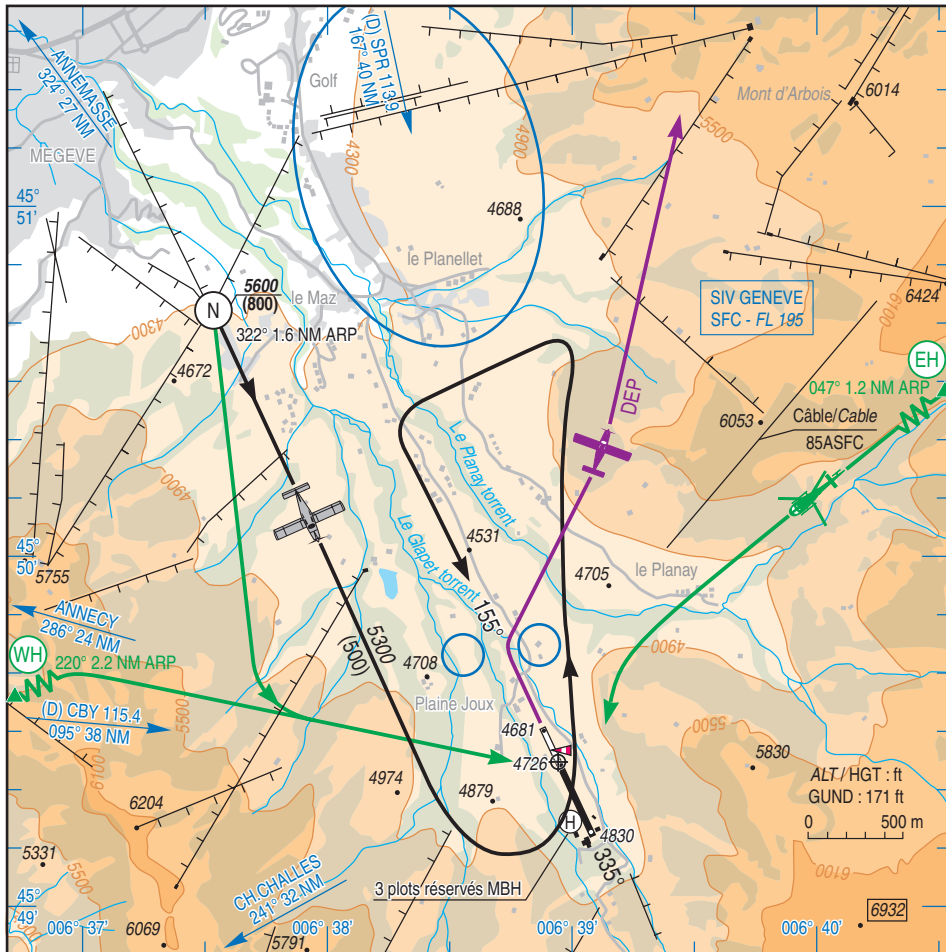 ANNEMASSE
324° 27 NM
(D) SPR 113.9
167° 40 NM
Golf
Mont d'Arbois
6014
5500
4900
4300
MEGEVE
45°
51'
4688
le Planellet
5600
(800)
le Maz
N
322° 1.6 NM ARP
SIV GENEVE
SFC - FL 195
6424
6100
4300
4672
EH
047° 1.2 NM ARP
DEP
6053
Câble/Cable
85ASFC
4900
Le Planay torrent
Le Glapet torrent
4531
45°
50'
5755
4705
le Planay
155°
ANNECY
286° 24 NM
5300
(500)
WH
220° 2.2 NM ARP
4708
4900
Plaine Joux
5500
(D) CBY 115.4
095° 38 NM
6100
4681
4726
5500
5830
4974
4879
ALT / HGT : ft
GUND : 171 ft
0 500 m
6204
H
4830
335°
5331
5500
3 plots réservés MBH
6100
CH.CHALLES
241° 32 NM
45°
49'
4900
006° 37'
006° 38'
006° 39'
006° 40'
6932
6069
5791